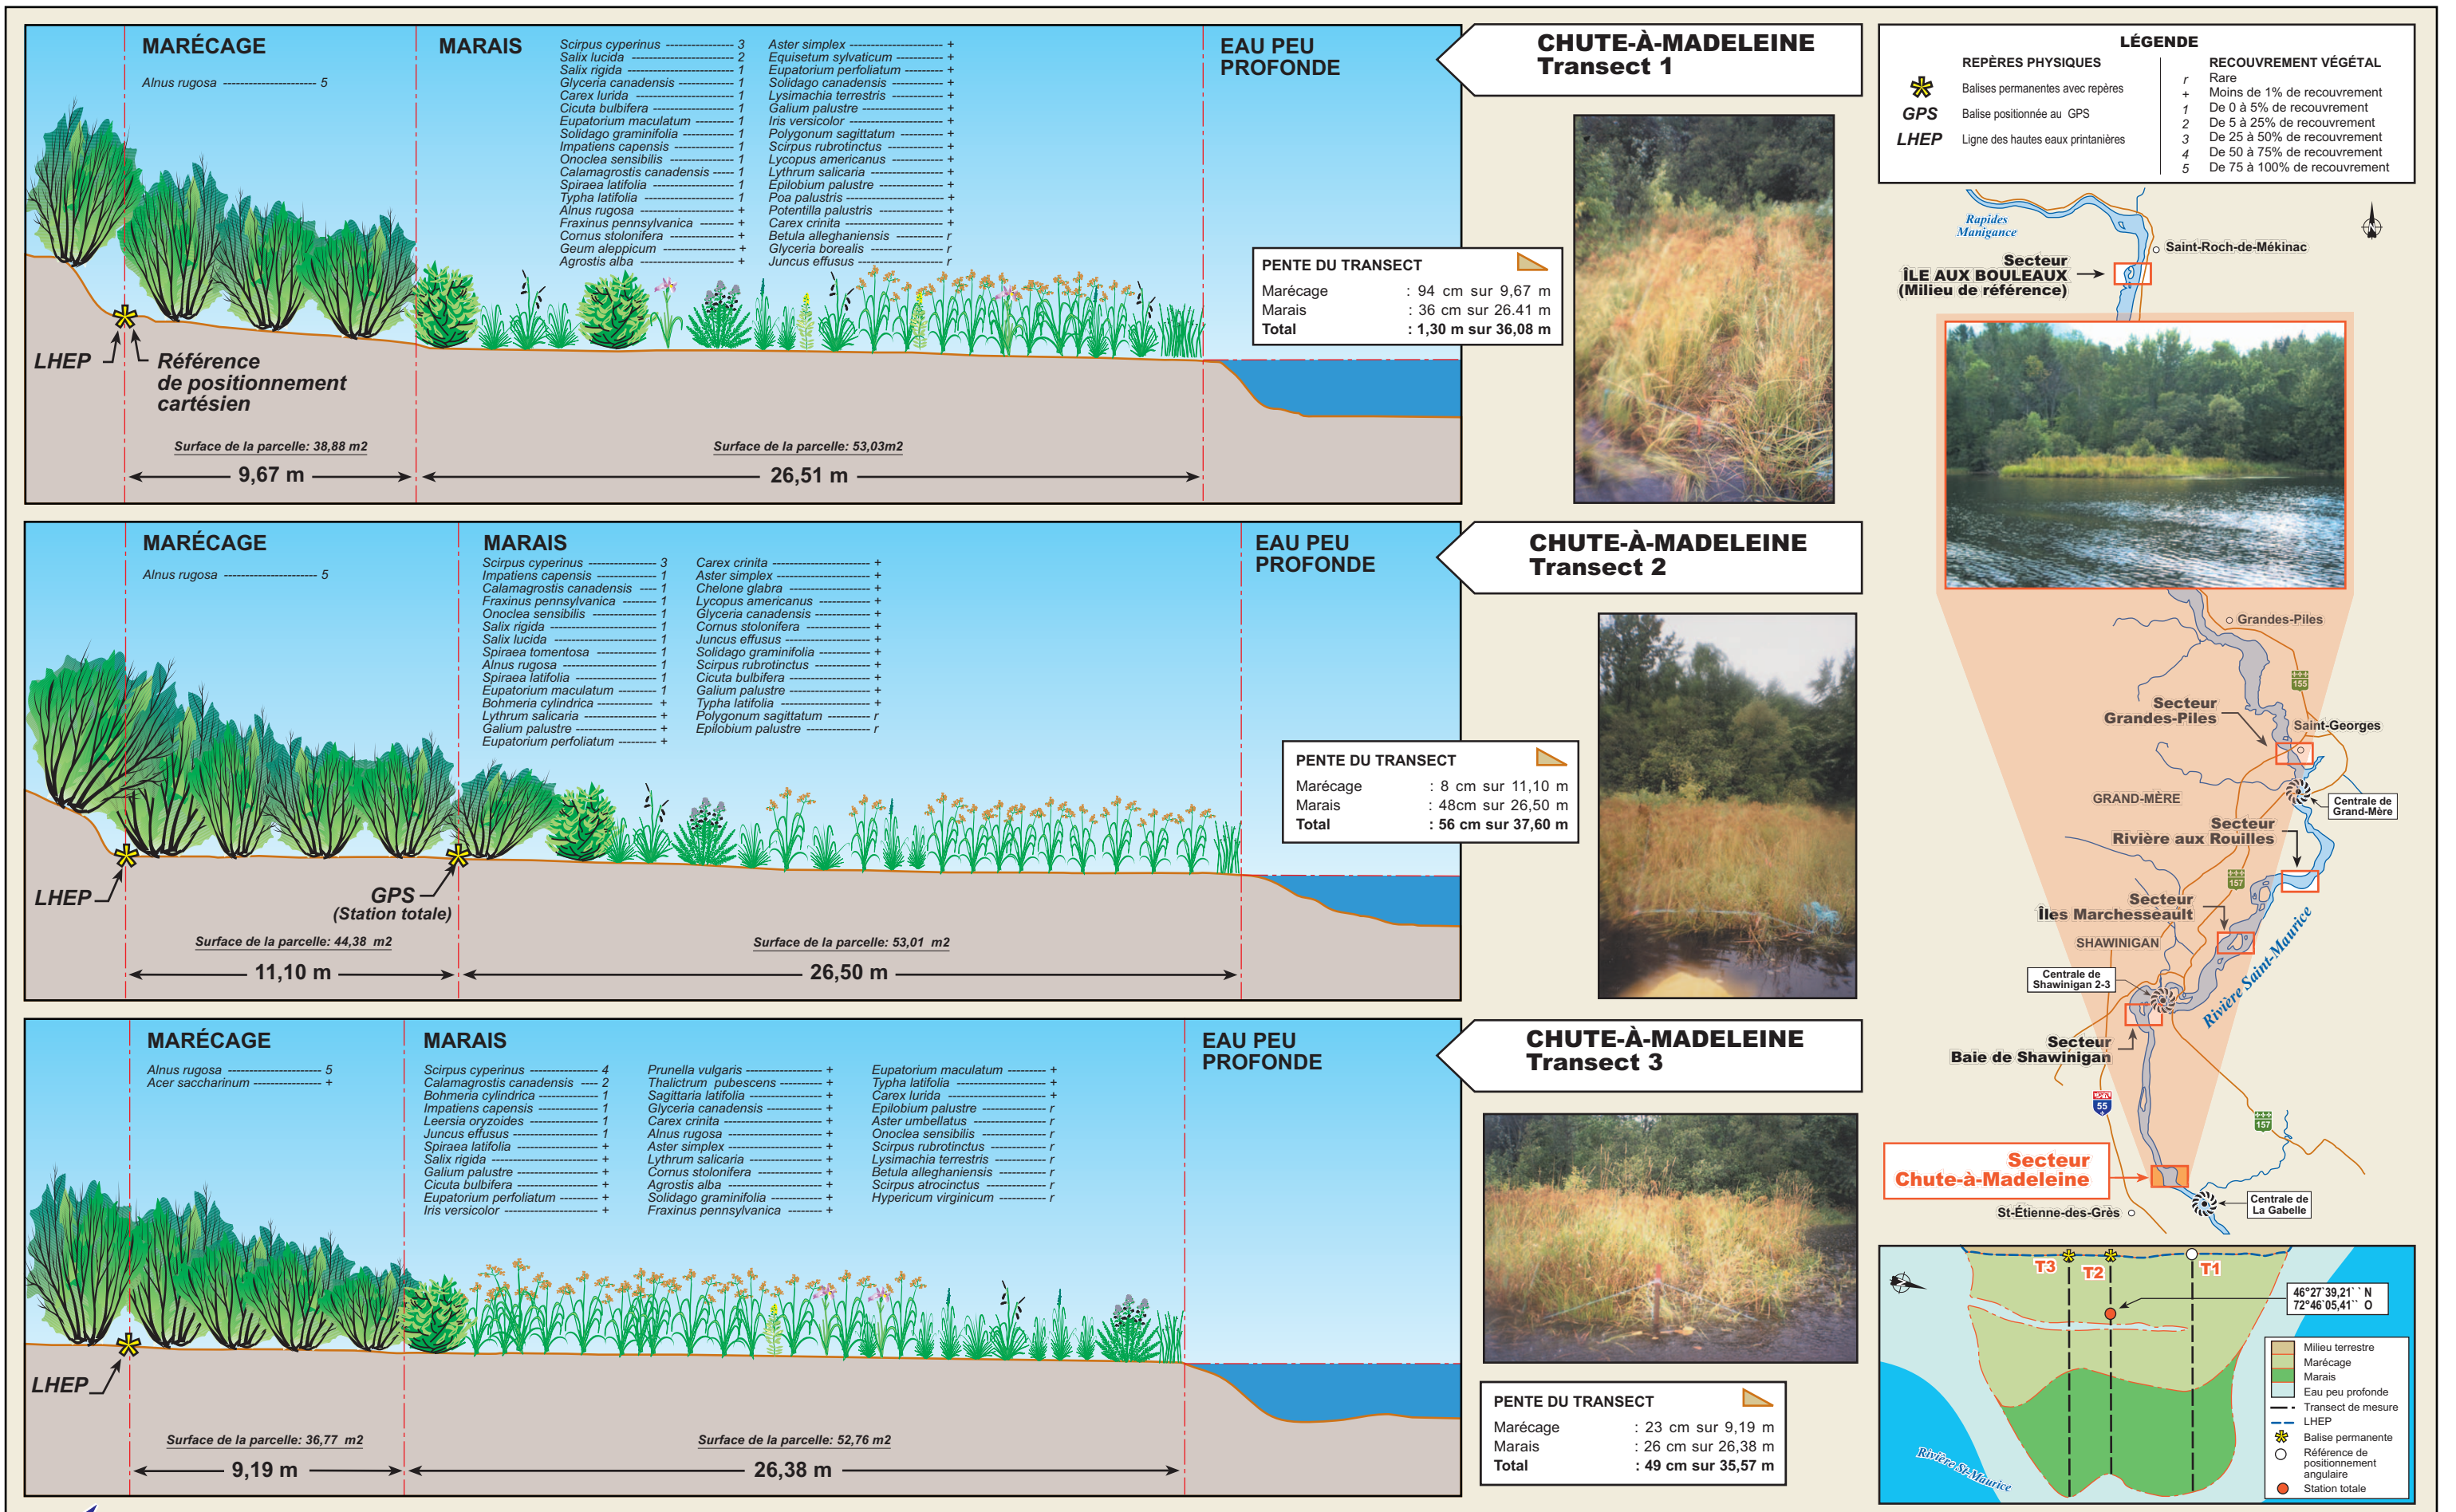 MARÉCAGE
Alnus rugosa ---------------------- 5
MARAIS
Scirpus cyperinus ---------------- 3
Salix lucida ------------------------ 2
Salix rigida ------------------------- 1
Glyceria canadensis ------------- 1
Carex lurida ----------------------- 1
Cicuta bulbifera ------------------- 1
Eupatorium maculatum --------- 1
Solidago graminifolia ------------ 1
Impatiens capensis -------------- 1
Onoclea sensibilis --------------- 1
Calamagrostis canadensis ----- 1
Spiraea latifolia ------------------- 1
Typha latifolia --------------------- 1
Alnus rugosa ---------------------- +
Fraxinus pennsylvanica -------- +
Cornus stolonifera --------------- +
Geum aleppicum ----------------- +
Agrostis alba ---------------------- +
Aster simplex ---------------------- +
Equisetum sylvaticum ----------- +
Eupatorium perfoliatum --------- +
Solidago canadensis ------------ +
Lysimachia terrestris ------------ +
Galium palustre ------------------- +
Iris versicolor ---------------------- +
Polygonum sagittatum ---------- +
Scirpus rubrotinctus ------------- +
Lycopus americanus ------------ +
Lythrum salicaria ----------------- +
Epilobium palustre --------------- +
Poa palustris ---------------------- +
Potentilla palustris --------------- +
Carex crinita ----------------------- +
Betula alleghaniensis ------------ r
Glyceria borealis ----------------- r
Juncus effusus -------------------- r
EAU PEU
PROFONDE
LHEP
Référence
de positionnement
cartésien
Surface de la parcelle: 38,88 m2
9,67 m
Surface de la parcelle: 53,03m2
26,51 m
PENTE DU TRANSECT
Marécage : 94 cm sur 9,67 m
Marais : 36 cm sur 26.41 m
Total : 1,30 m sur 36,08 m
CHUTE-À-MADELEINE
Transect 1
MARÉCAGE
Alnus rugosa ---------------------- 5
MARAIS
Scirpus cyperinus ---------------- 3
Impatiens capensis -------------- 1
Calamagrostis canadensis ---- 1
Fraxinus pennsylvanica -------- 1
Onoclea sensibilis --------------- 1
Salix rigida ------------------------- 1
Salix lucida ------------------------ 1
Spiraea tomentosa -------------- 1
Alnus rugosa ---------------------- 1
Spiraea latifolia ------------------- 1
Eupatorium maculatum --------- 1
Bohmeria cylindrica ------------- +
Lythrum salicaria ----------------- +
Galium palustre ------------------- +
Eupatorium perfoliatum --------- +
Carex crinita ----------------------- +
Aster simplex ---------------------- +
Chelone glabra -------------------- +
Lycopus americanus ------------ +
Glyceria canadensis ------------- +
Cornus stolonifera --------------- +
Juncus effusus -------------------- +
Solidago graminifolia ------------ +
Scirpus rubrotinctus ------------- +
Cicuta bulbifera ------------------- +
Galium palustre ------------------- +
Typha latifolia --------------------- +
Polygonum sagittatum ---------- r
Epilobium palustre --------------- r
EAU PEU
PROFONDE
LHEP
GPS
(Station totale)
Surface de la parcelle: 44,38 m2
11,10 m
Surface de la parcelle: 53,01 m2
26,50 m
PENTE DU TRANSECT
Marécage : 8 cm sur 11,10 m
Marais : 48cm sur 26,50 m
Total : 56 cm sur 37,60 m
CHUTE-À-MADELEINE
Transect 2
MARÉCAGE
Alnus rugosa ---------------------- 5
Acer saccharinum ---------------- +
MARAIS
Scirpus cyperinus ---------------- 4
Calamagrostis canadensis ---- 2
Bohmeria cylindrica ------------- 1
Impatiens capensis -------------- 1
Leersia oryzoides ---------------- 1
Juncus effusus ------------------- 1
Spiraea latifolia ------------------- +
Salix rigida ------------------------- +
Galium palustre ------------------- +
Cicuta bulbifera ------------------- +
Eupatorium perfoliatum --------- +
Iris versicolor ---------------------- +
Prunella vulgaris ------------------ +
Thalictrum pubescens ---------- +
Sagittaria latifolia ----------------- +
Glyceria canadensis ------------- +
Carex crinita ----------------------- +
Alnus rugosa ---------------------- +
Aster simplex ---------------------- +
Lythrum salicaria ----------------- +
Cornus stolonifera --------------- +
Agrostis alba ---------------------- +
Solidago graminifolia ------------ +
Fraxinus pennsylvanica -------- +
Eupatorium maculatum --------- +
Typha latifolia --------------------- +
Carex lurida ----------------------- +
Epilobium palustre --------------- r
Aster umbellatus ----------------- r
Onoclea sensibilis --------------- r
Scirpus rubrotinctus ------------- r
Lysimachia terrestris ------------ r
Betula alleghaniensis ----------- r
Scirpus atrocinctus -------------- r
Hypericum virginicum ----------- r
EAU PEU
PROFONDE
LHEP
Surface de la parcelle: 36,77 m2
9,19 m
Surface de la parcelle: 52,76 m2
26,38 m
CHUTE-À-MADELEINE
Transect 3
PENTE DU TRANSECT
Marécage : 23 cm sur 9,19 m
Marais : 26 cm sur 26,38 m
Total : 49 cm sur 35,57 m
LÉGENDE
REPÈRES PHYSIQUES
Balises permanentes avec repères
GPS Balise positionnée au GPS
LHEP Ligne des hautes eaux printanières
RECOUVREMENT VÉGÉTAL
r Rare
+ Moins de 1% de recouvrement
1 De 0 à 5% de recouvrement
2 De 5 à 25% de recouvrement
3 De 25 à 50% de recouvrement
4 De 50 à 75% de recouvrement
5 De 75 à 100% de recouvrement
Rapides
Manigance
Saint-Roch-de-Mékinac
Secteur
ÎLE AUX BOULEAUX
(Milieu de référence)
Grandes-Piles
155
Secteur
Grandes-Piles
Saint-Georges
GRAND-MÈRE
Centrale de
Grand-Mère
Secteur
Rivière aux Rouilles
157
Secteur
Îles Marchesseault
SHAWINIGAN
Rivière Saint-Maurice
Centrale de
Shawinigan 2-3
Secteur
Baie de Shawinigan
55
157
Secteur
Chute-à-Madeleine
St-Étienne-des-Grès
Centrale de
La Gabelle
T3
T2
T1
46°27`39,21`` N
72°46`05,41`` O
Rivière St-Maurice
Milieu terrestre
Marécage
Marais
Eau peu profonde
Transect de mesure
LHEP
Balise permanente
Référence de
positionnement
angulaire
Station totale